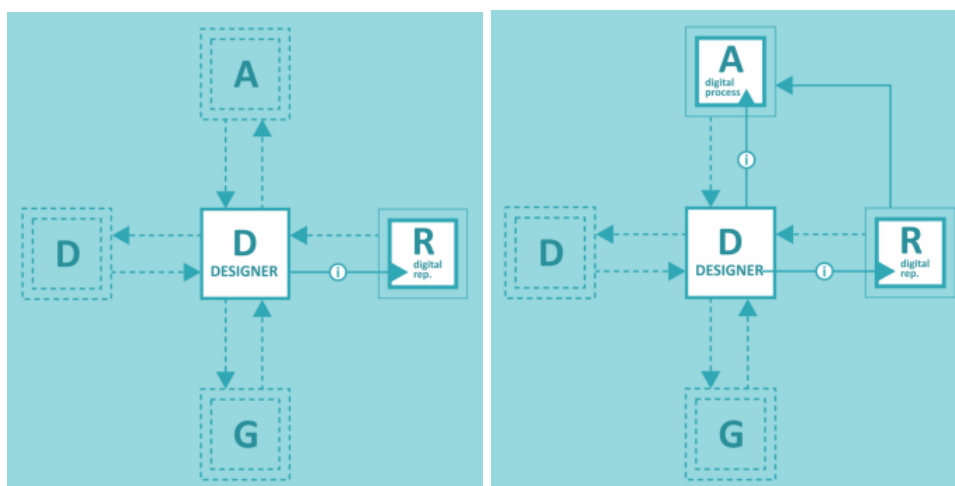 A
D
D
DESIGNER
i
R
digital
rep.
G
A
digital
process
i
D
D
DESIGNER
i
R
digital
rep.
G